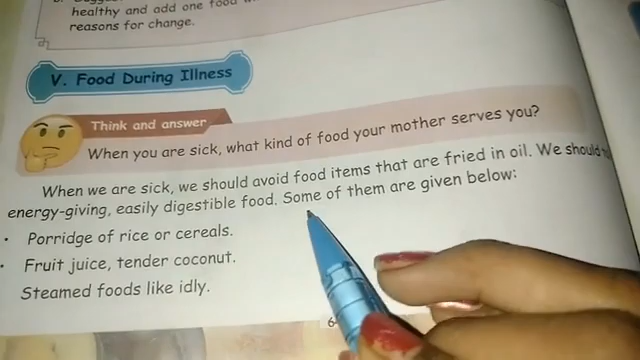 healthy and add one food
reasons for change.
V. Food During Illness
Think and answer
When you are sick, what kind of food your mother serves you?
When we are sick, we should avoid food items that are fried in oil. We should
energy-giving, easily digestible food. Some of them are given below:
• Porridge of rice or cereals.
• Fruit juice, tender coconut.
Steamed foods like idly.